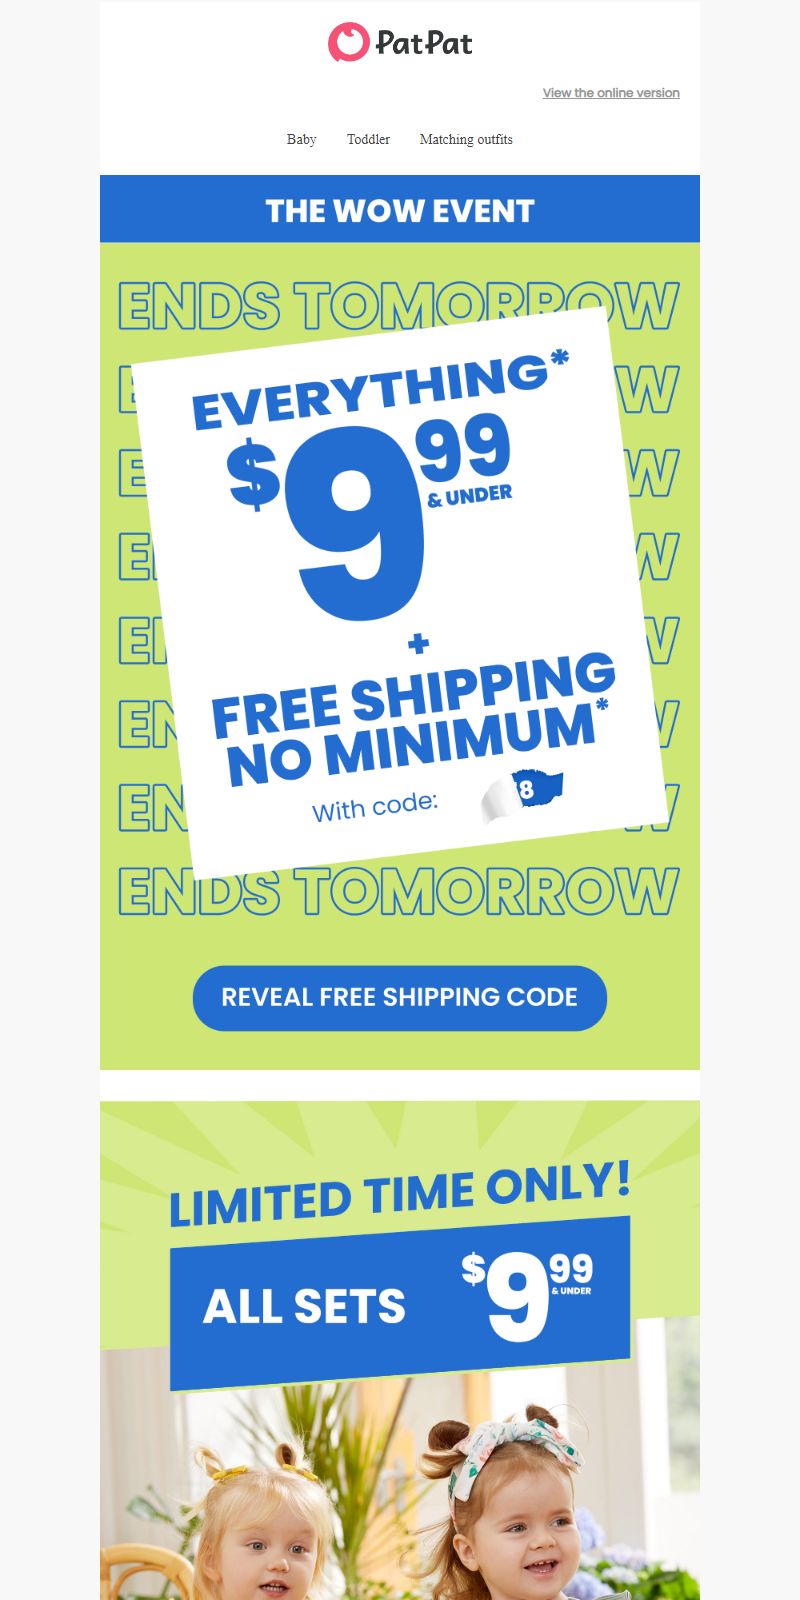 PatPat
View the online version
Baby Toddler Matching outfits
THE WOW EVENT
ENDS TOMORROW
EVERYTHING*
$9.99
& UNDER
+
FREE SHIPPING
NO MINIMUM*
With code: 8
ENDS TOMORROW
REVEAL FREE SHIPPING CODE
LIMITED TIME ONLY!
ALL SETS $9.99
& UNDER